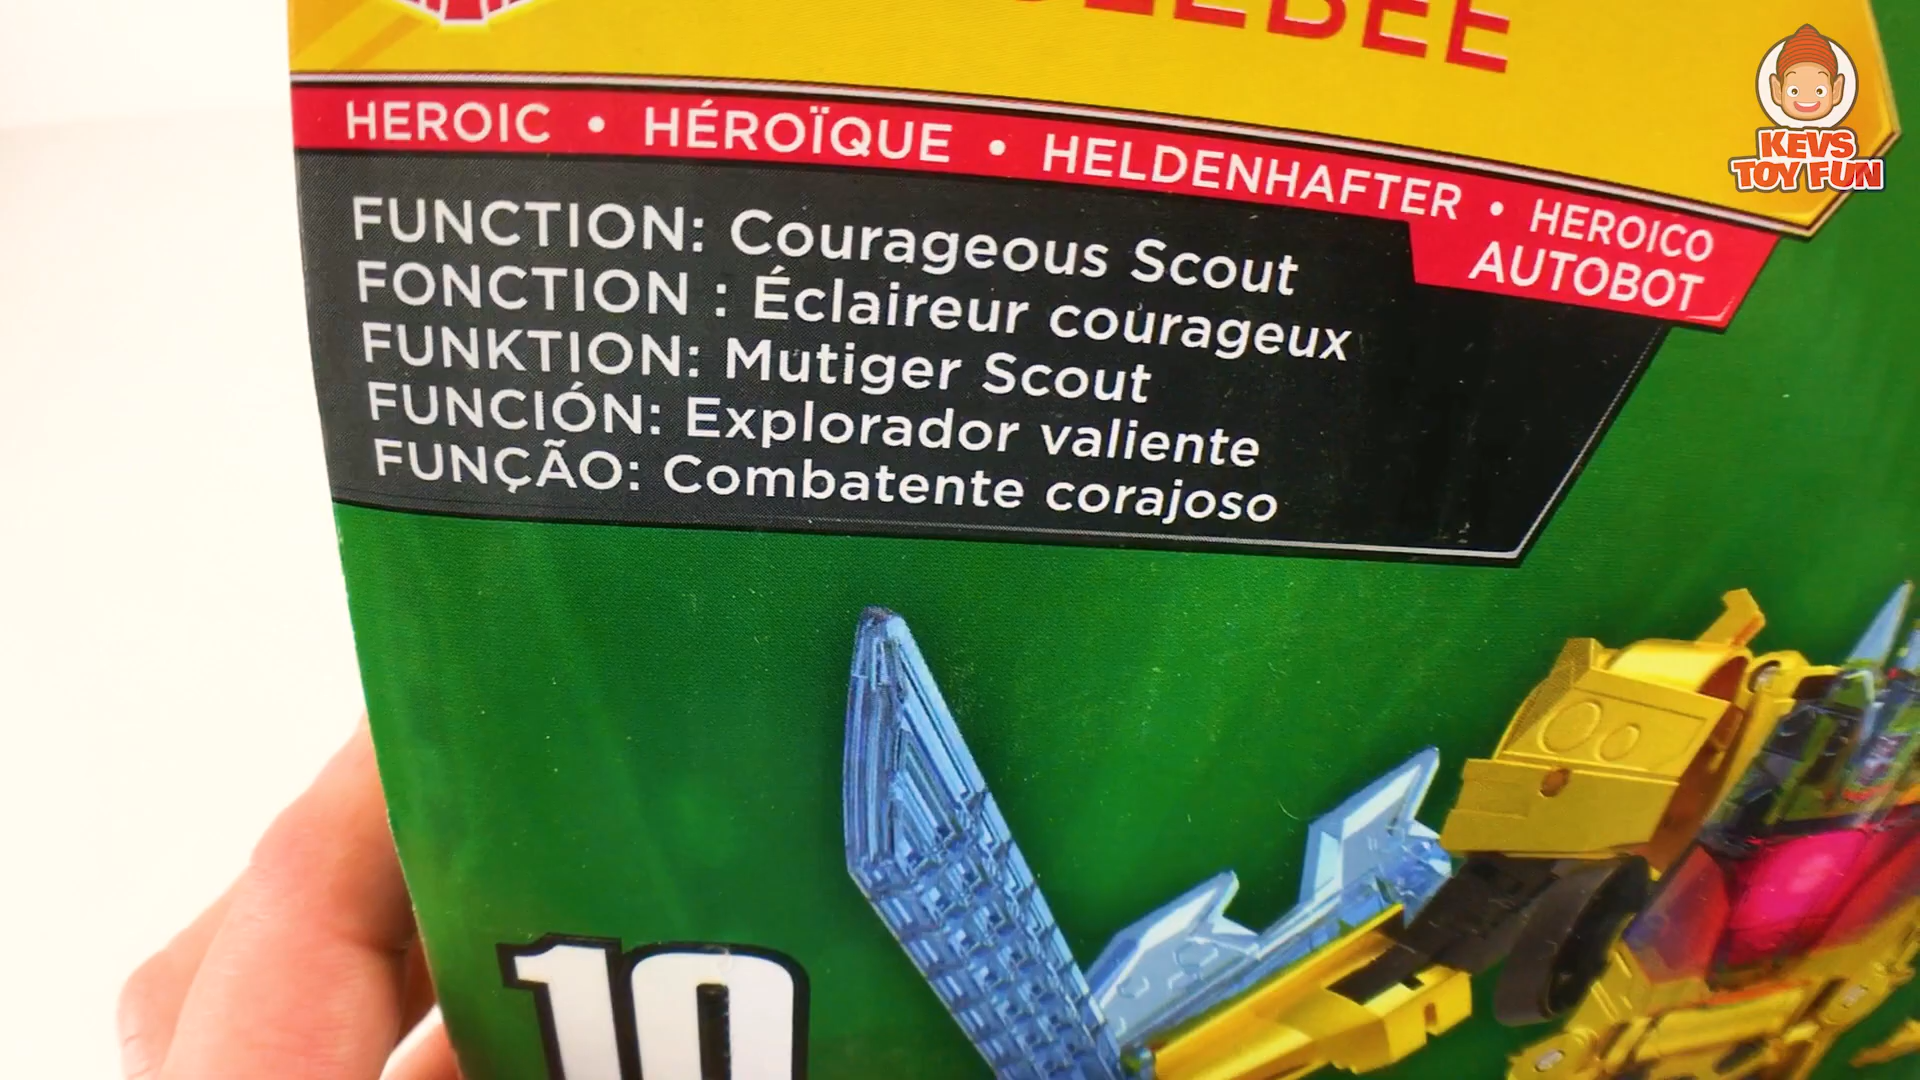 HEROIC • HÉROÏQUE • HELDENHAFTER • HEROICO
AUTOBOT
FUNCTION: Courageous Scout
FONCTION : Éclaireur courageux
FUNKTION: Mutiger Scout
FUNCIÓN: Explorador valiente
FUNÇÃO: Combatente corajoso
10
KEVS
TOY FUN